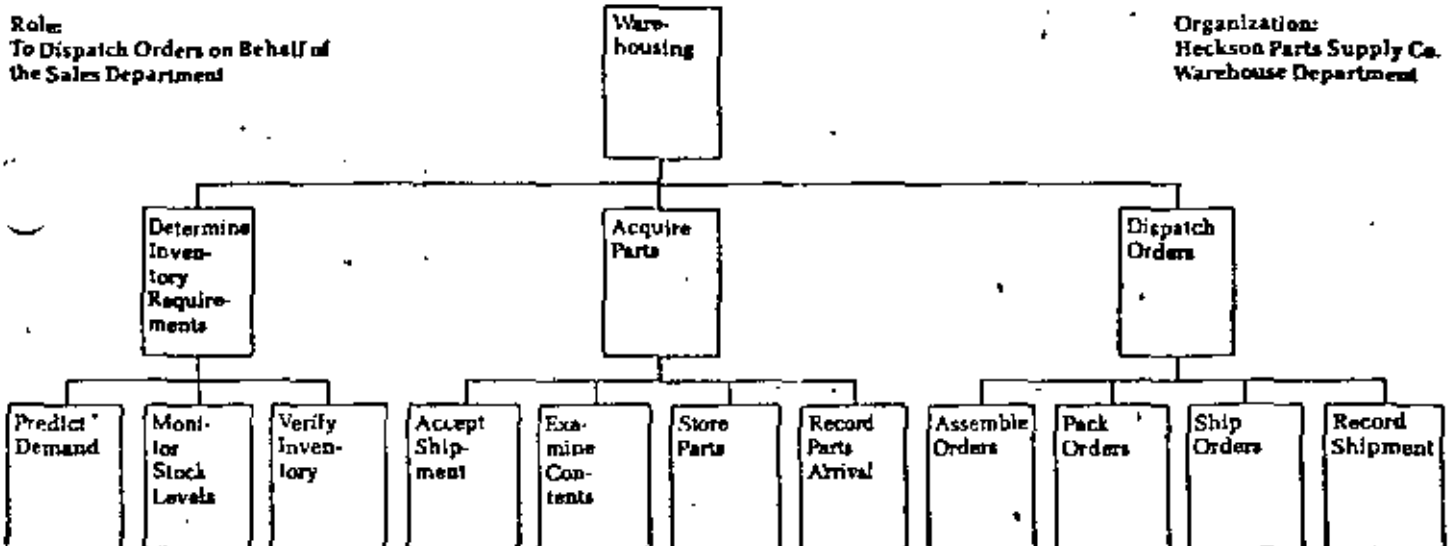 Role:
To Dispatch Orders on Behalf of
the Sales Department
Ware-
housing
Organization:
Heckson Parts Supply Co.
Warehouse Department
Determine
Inven-
tory
Require-
ments
Acquire
Parts
Dispatch
Orders
Predict
Demand
Moni-
tor
Stock
Levels
Verify
Inven-
tory
Accept
Ship-
ment
Exa-
mine
Con-
tents
Store
Parts
Record
Parts
Arrival
Assemble
Orders
Pack
Orders
Ship
Orders
Record
Shipment